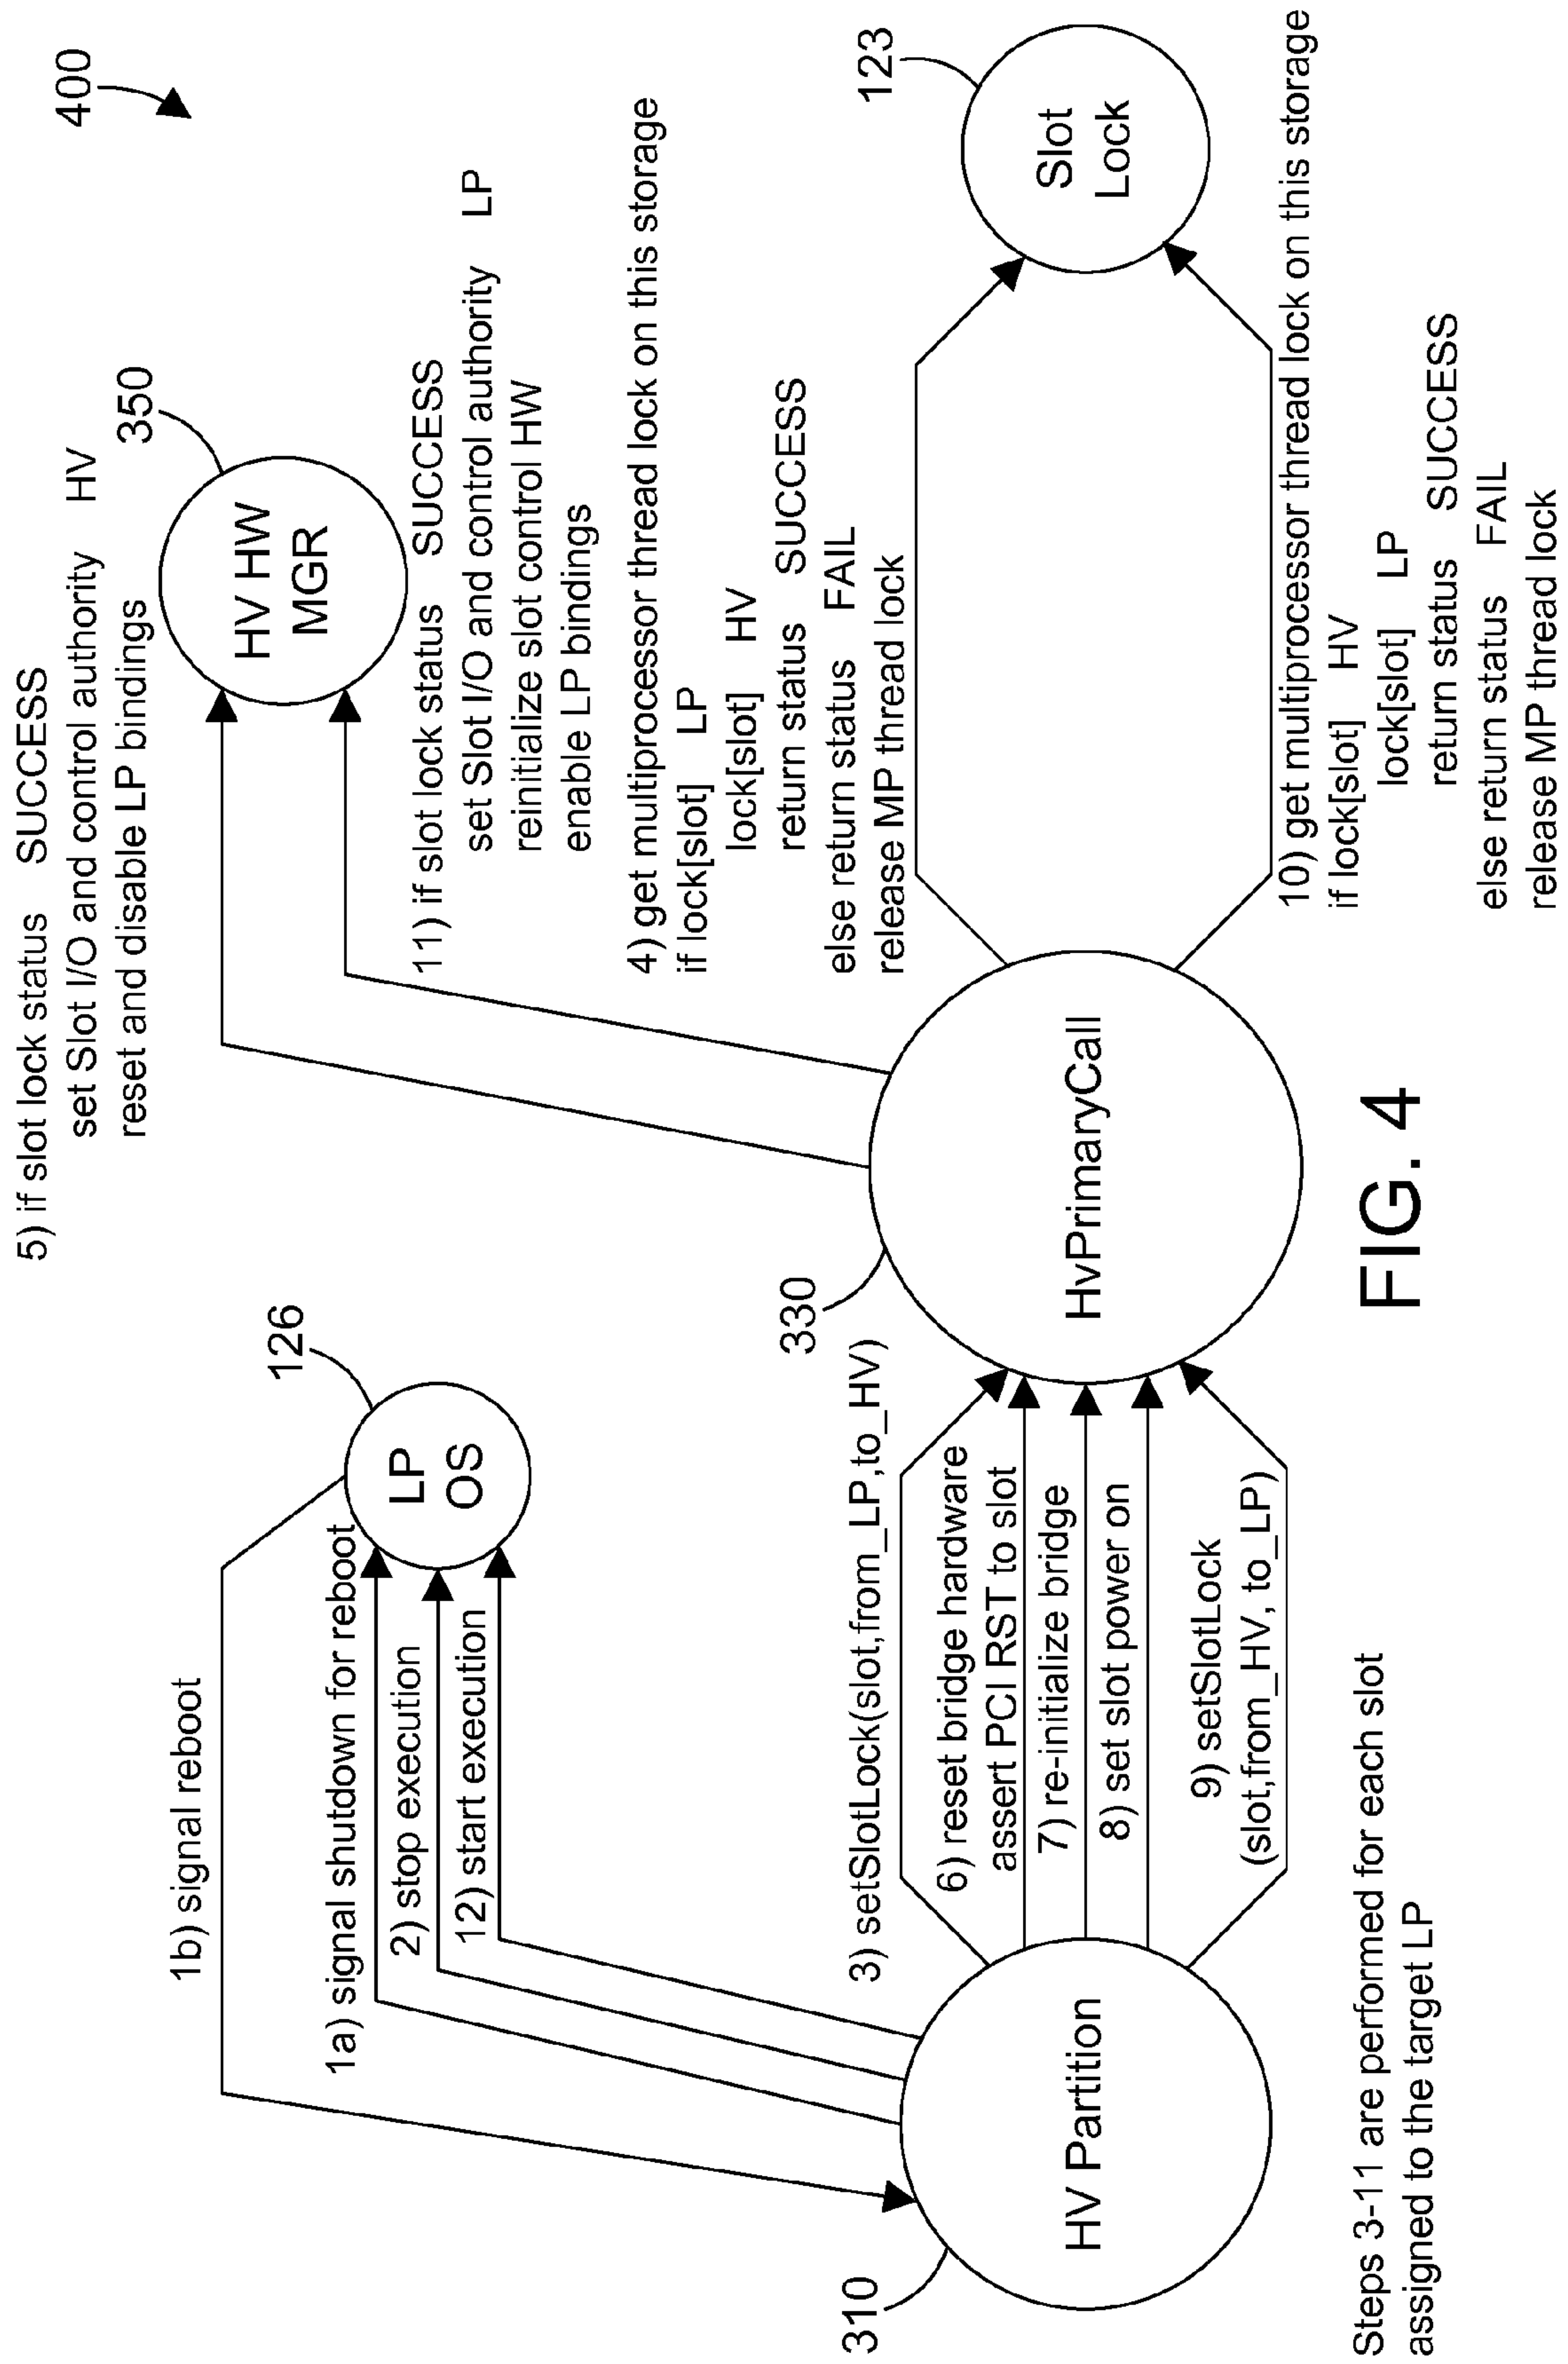 400
5) if slot lock status SUCCESS
set Slot I/O and control authority HV
reset and disable LP bindings
350
HV HW
MGR
11) if slot lock status SUCCESS
set Slot I/O and control authority LP
reinitialize slot control HW
enable LP bindings
4) get multiprocessor thread lock on this storage
if lock[slot] LP
lock[slot] HV
return status SUCCESS
else return status FAIL
release MP thread lock
123
Slot
Lock
10) get multiprocessor thread lock on this storage
if lock[slot] HV
lock[slot] LP
return status SUCCESS
else return status FAIL
release MP thread lock
126
LP
OS
1b) signal reboot
1a) signal shutdown for reboot
2) stop execution
12) start execution
330
HvPrimaryCall
3) setSlotLock(slot,from_LP,to_HV)
6) reset bridge hardware
assert PCI RST to slot
7) re-initialize bridge
8) set slot power on
9) setSlotLock
(slot,from_HV, to_LP)
310
HV Partition
Steps 3-11 are performed for each slot
assigned to the target LP
FIG. 4